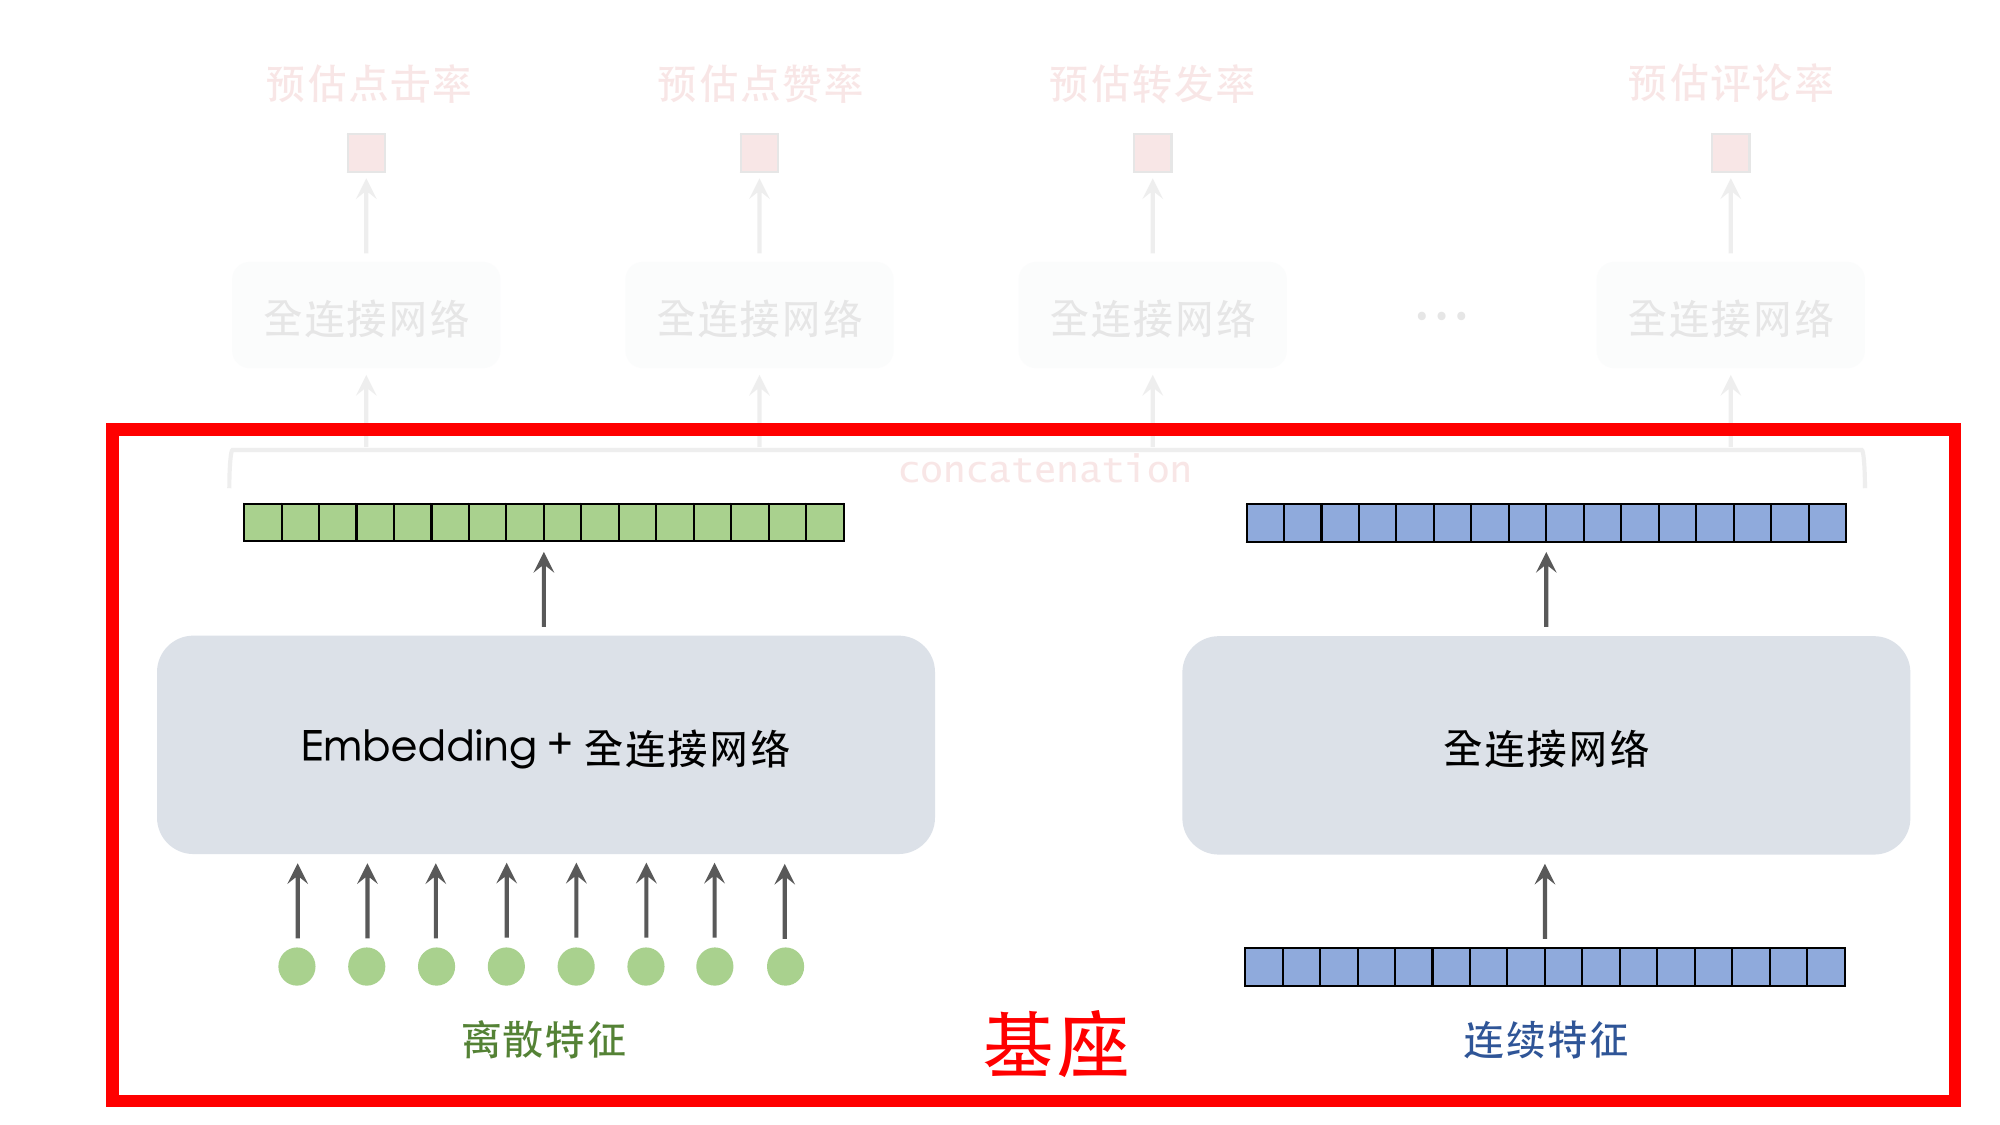 预估点击率 预估点赞率 预估转发率 预估评论率
全连接网络 全连接网络 全连接网络 ... 全连接网络
concatenation
Embedding + 全连接网络 全连接网络
离散特征 基座 连续特征